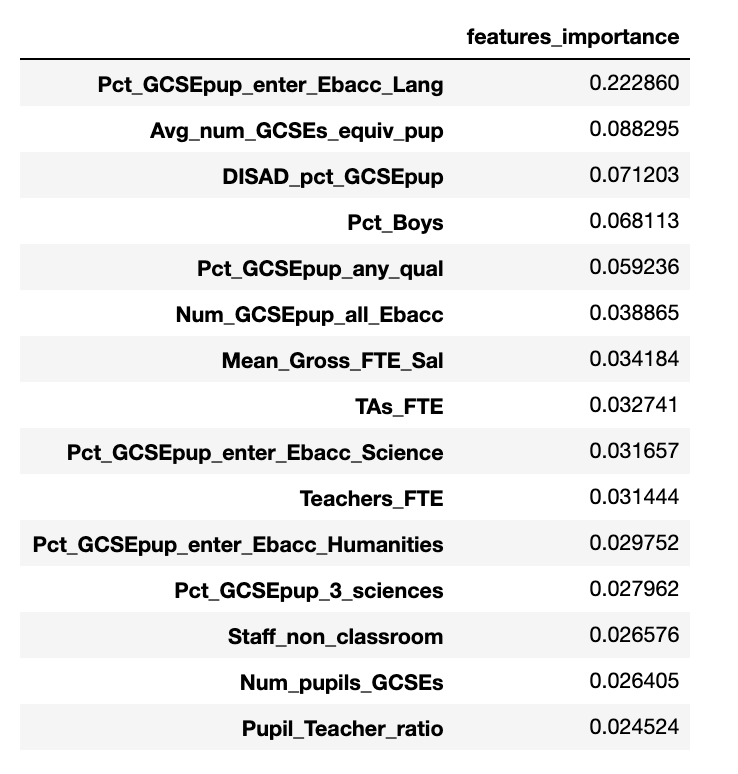 features_importance
Pct_GCSEpup_enter_Ebacc_Lang 0.222860
Avg_num_GCSEs_equiv_pup 0.088295
DISAD_pct_GCSEpup 0.071203
Pct_Boys 0.068113
Pct_GCSEpup_any_qual 0.059236
Num_GCSEpup_all_Ebacc 0.038865
Mean_Gross_FTE_Sal 0.034184
TAs_FTE 0.032741
Pct_GCSEpup_enter_Ebacc_Science 0.031657
Teachers_FTE 0.031444
Pct_GCSEpup_enter_Ebacc_Humanities 0.029752
Pct_GCSEpup_3_sciences 0.027962
Staff_non_classroom 0.026576
Num_pupils_GCSEs 0.026405
Pupil_Teacher_ratio 0.024524